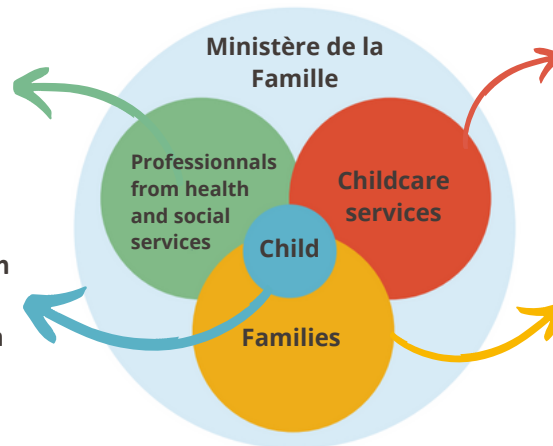 Ministère de la
Famille
Professionnals
from health
and social
services
Childcare
services
Child
Families